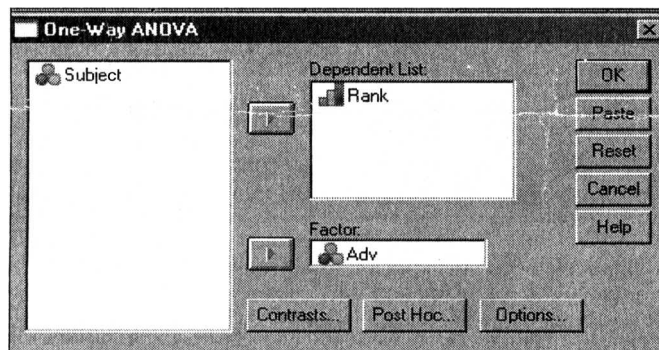 One-Way ANOVA
Subject
Dependent List:
Rank
OK
Paste
Reset
Cancel
Help
Factor:
Adv
Contrasts...
Post Hoc...
Options...